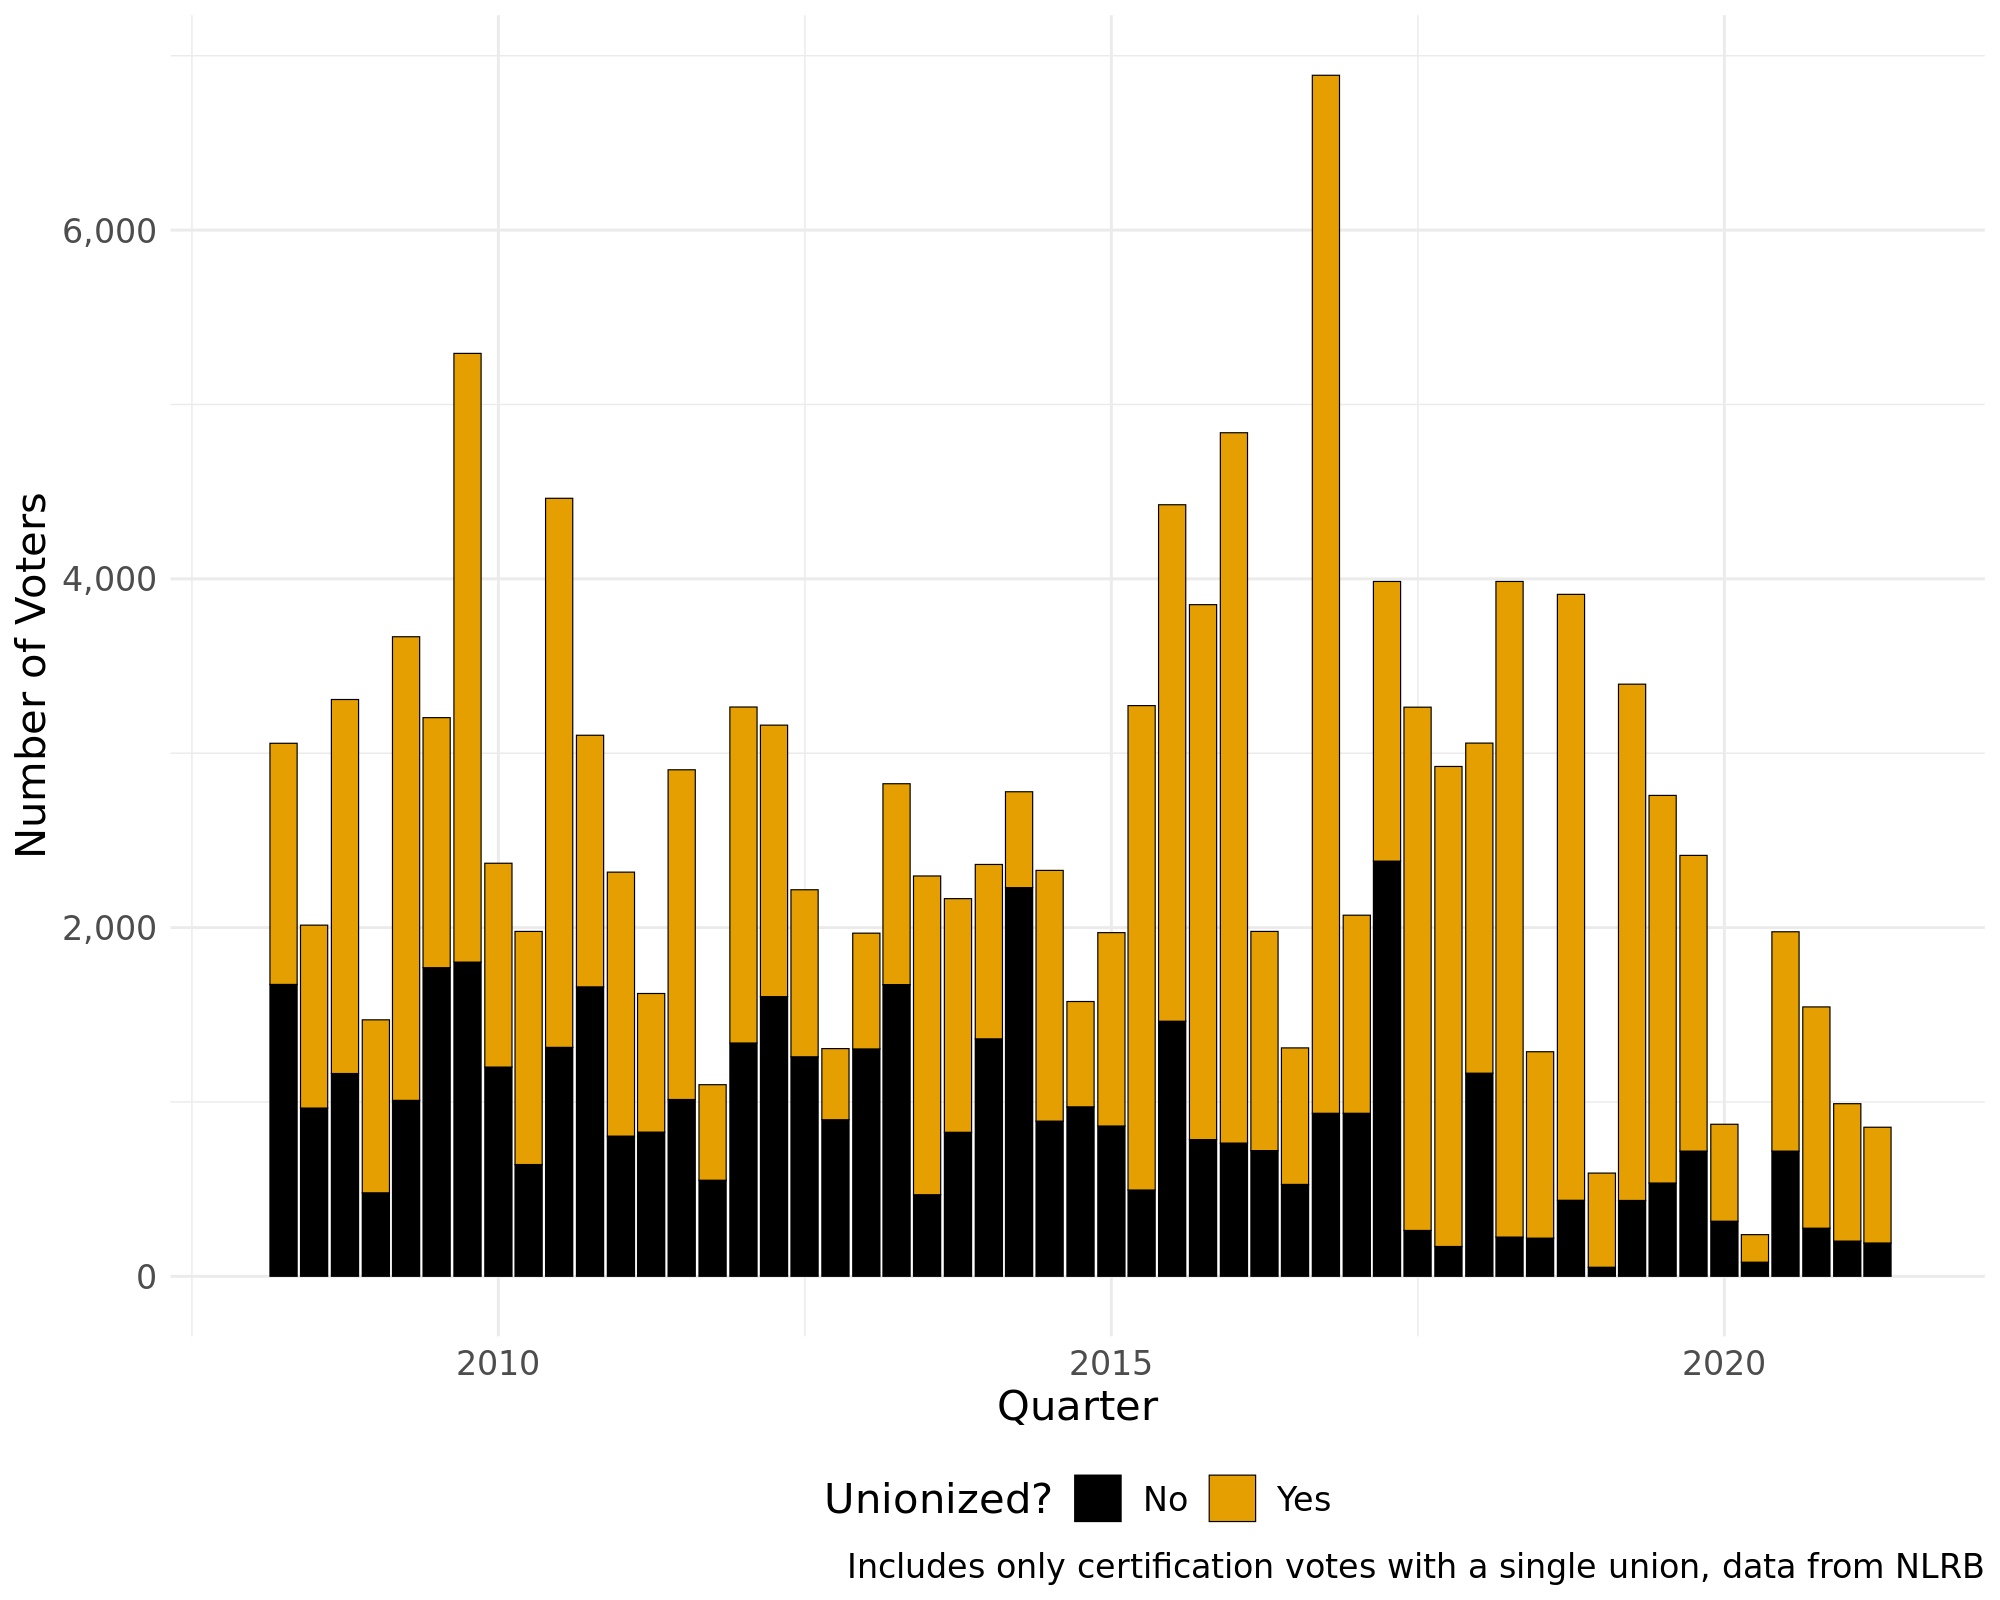 Number of Voters
6,000
4,000
2,000
0
2010 2015 2020
Quarter
Unionized? No Yes
Includes only certification votes with a single union, data from NLRB